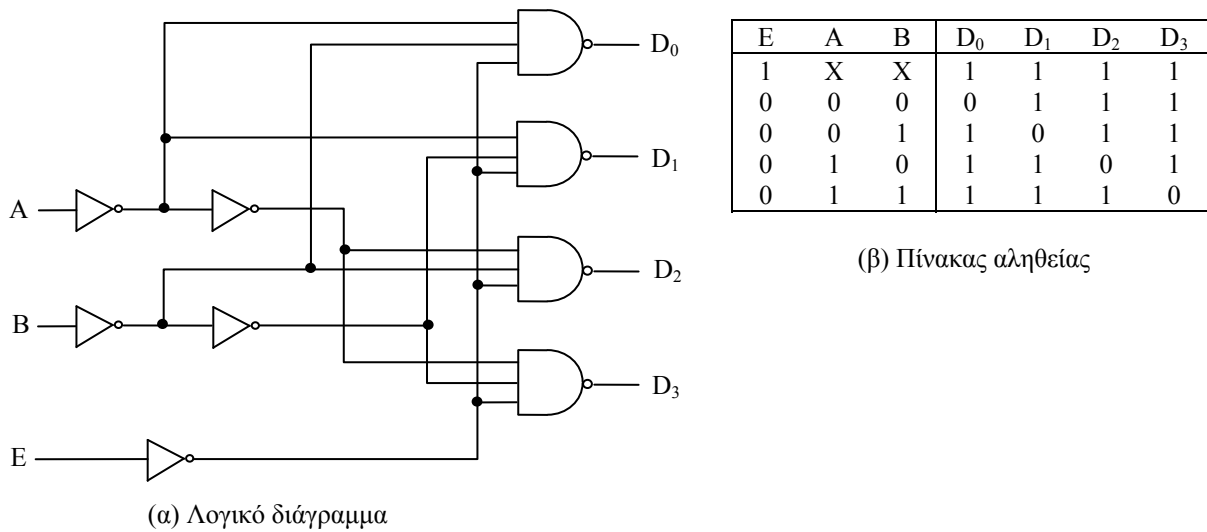 D0
D1
A
D2
B
D3
E
(α) Λογικό διάγραμμα
E A B D0 D1 D2 D3
1 X X 1 1 1 1
0 0 0 0 1 1 1
0 0 1 1 0 1 1
0 1 0 1 1 0 1
0 1 1 1 1 1 0
(β) Πίνακας αληθείας